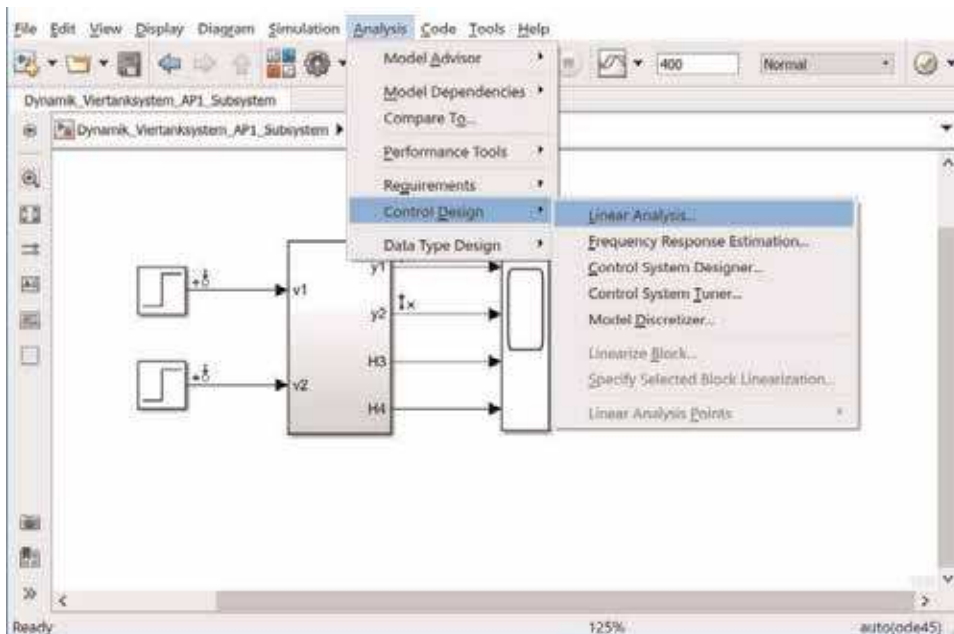 File Edit View Display Diagram Simulation Analysis Code Tools Help
400 Normal
Dynamik_Viertanksystem_AP1_Subsystem
Dynamik_Viertanksystem_AP1_Subsystem
Model Advisor
Model Dependencies
Compare To...
Performance Tools
Requirements
Control Design
Data Type Design
Linear Analysis...
Frequency Response Estimation...
Control System Designer...
Control System Tuner...
Model Discretizer...
Linearize Block...
Specify Selected Block Linearization...
Linear Analysis Points
v1
v2
y1
y2
H3
H4
Ready 125% auto(ode45)